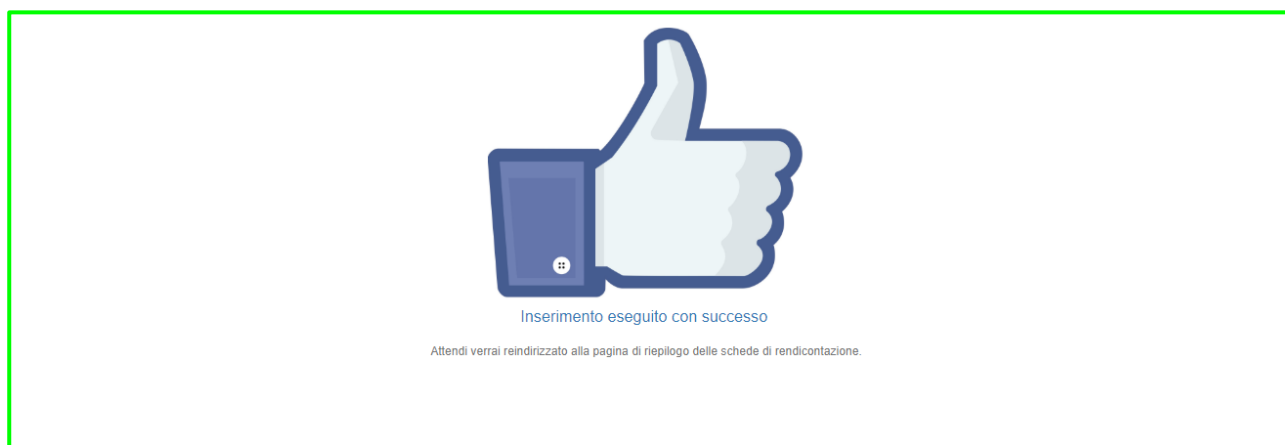 Inserimento eseguito con successo
Attendi verrai reindirizzato alla pagina di riepilogo delle schede di rendicontazione.